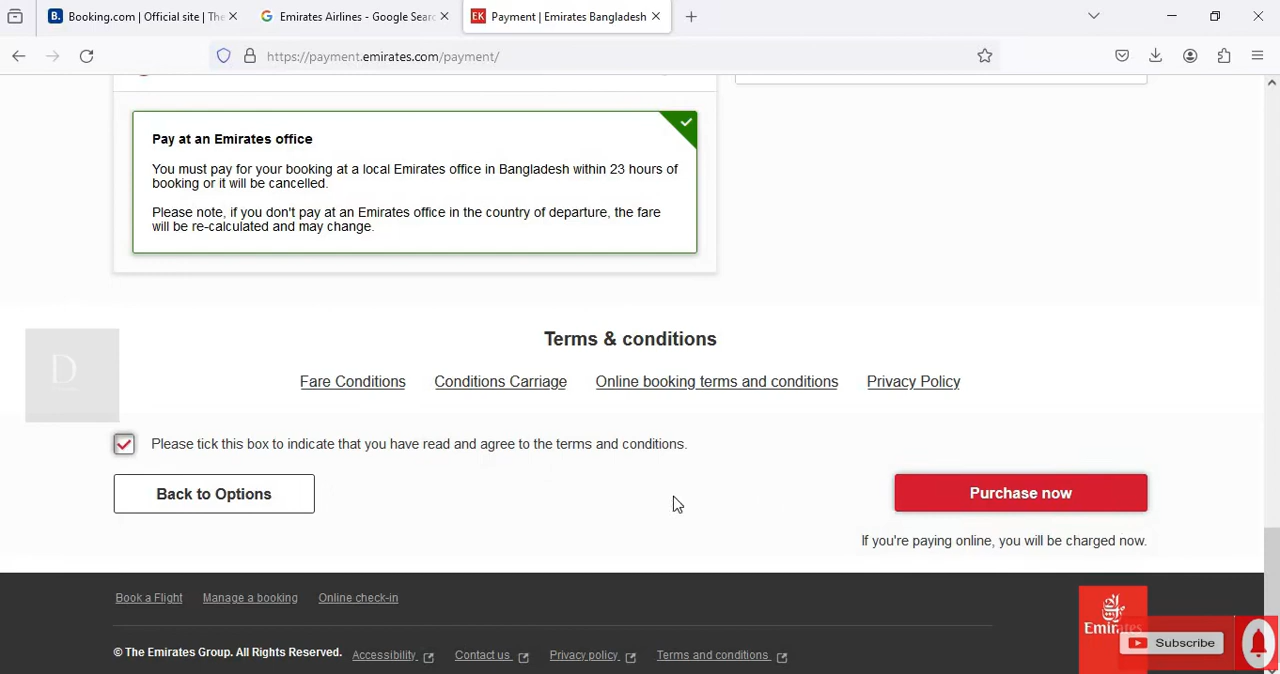 Booking.com | Official site | The
Emirates Airlines - Google Sear
EK Payment | Emirates Bangladesh
https://payment.emirates.com/payment/
Pay at an Emirates office
You must pay for your booking at a local Emirates office in Bangladesh within 23 hours of
booking or it will be cancelled.
Please note, if you don't pay at an Emirates office in the country of departure, the fare
will be re-calculated and may change.
Terms & conditions
Fare Conditions Conditions Carriage Online booking terms and conditions Privacy Policy
D
Please tick this box to indicate that you have read and agree to the terms and conditions.
Back to Options
Purchase now
If you're paying online, you will be charged now.
Book a Flight Manage a booking Online check-in
Emirates
© The Emirates Group. All Rights Reserved. Accessibility Contact us Privacy policy Terms and conditions
Subscribe